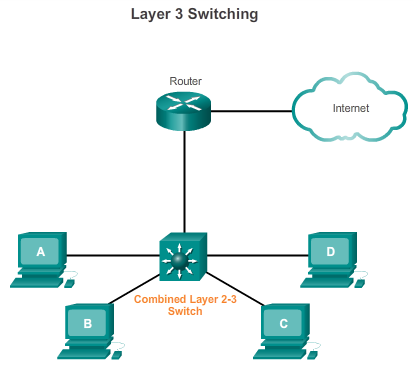 Layer 3 Switching
Router
Internet
A
D
Combined Layer 2-3
Switch
B
C